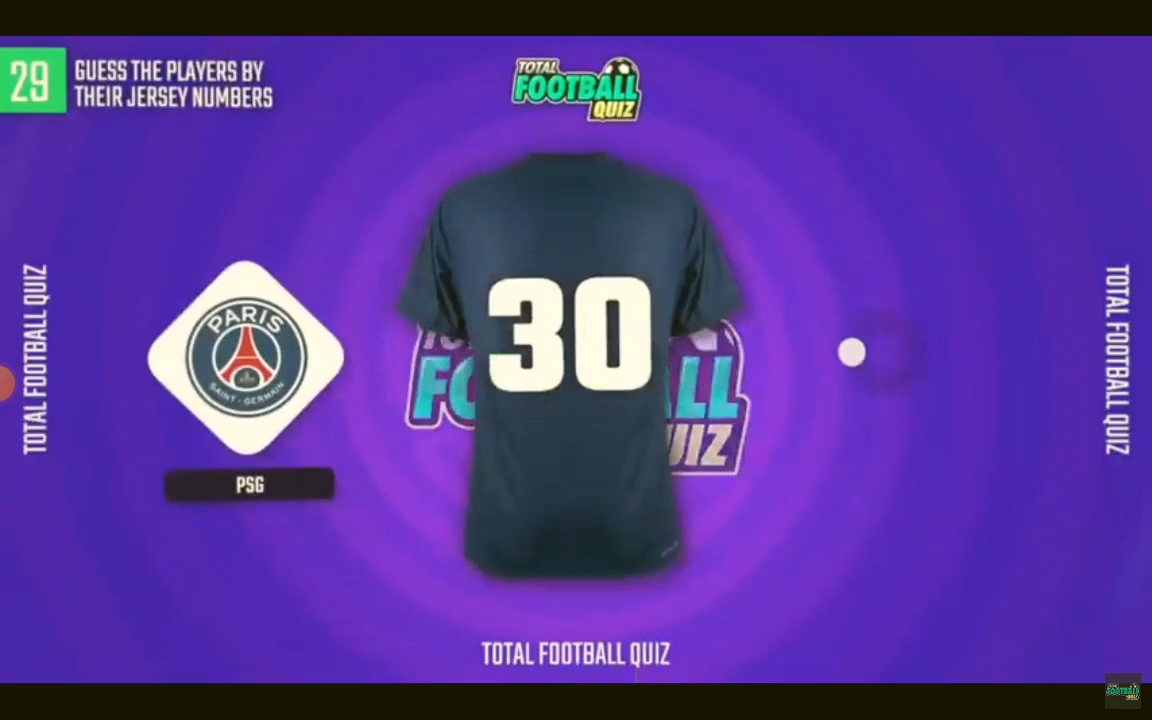 29
GUESS THE PLAYERS BY
THEIR JERSEY NUMBERS
TOTAL
FOOTBALL
QUIZ
30
PARIS
SAINT-GERMAIN
PSG
TOTAL FOOTBALL QUIZ
TOTAL FOOTBALL QUIZ
TOTAL FOOTBALL QUIZ